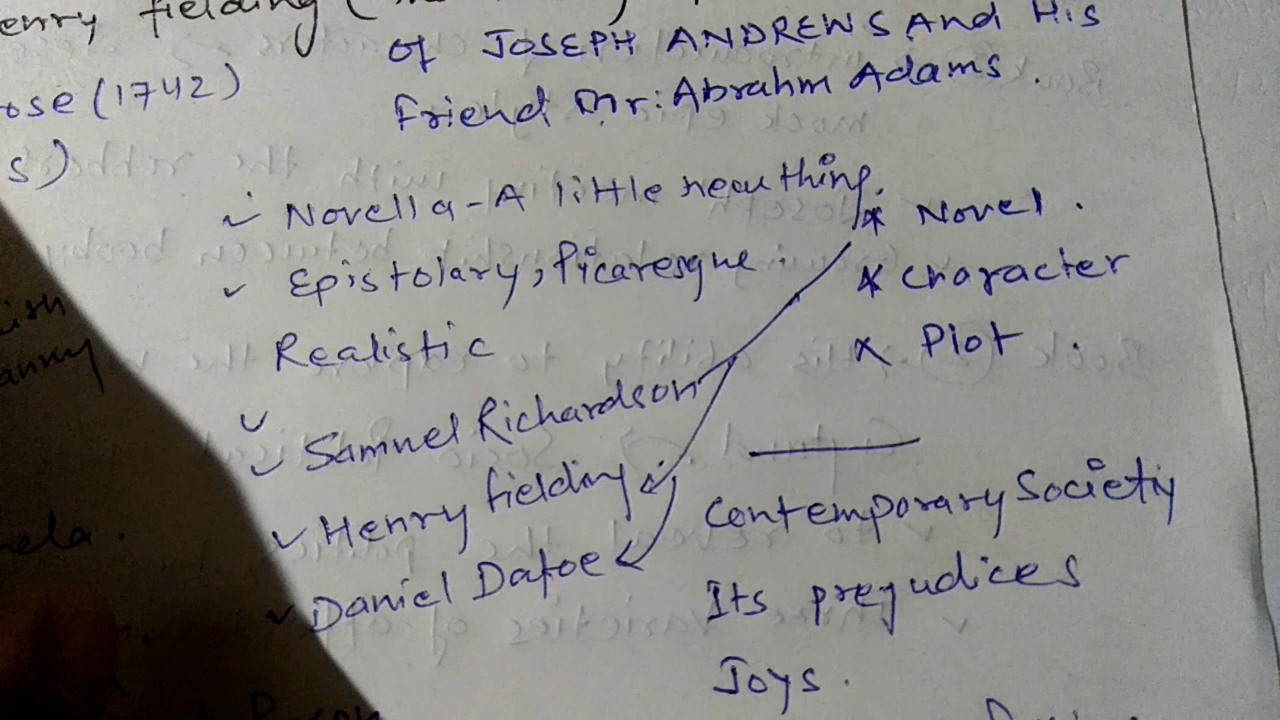 enry fielding (
of JOSEPH ANDREWS And His
ose (1742)
friend Mr: Abrahm Adams.
s)
Novella - A little new thing.
* Novel.
Epistolary, Picaresque.
* Character
Realistic
* Plot.
Samuel Richardson
Henry fielding
Contemporary Society
Daniel Dafoe
Its prejudices
Joys.
ela.